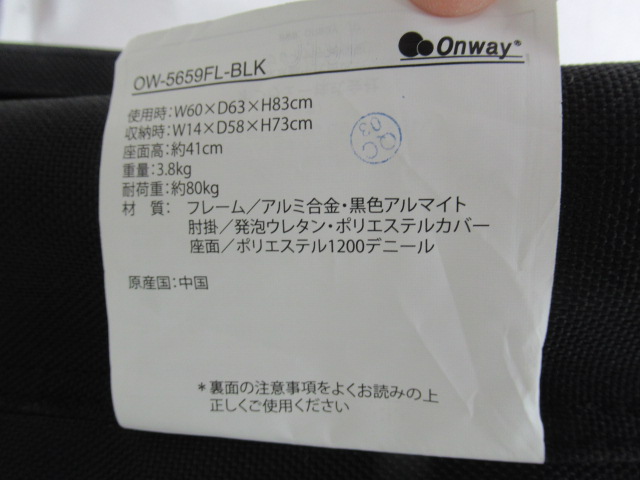 Onway®
OW-5659FL-BLK
使用時：W60×D63×H83cm
収納時：W14×D58×H73cm
座面高：約41cm
重量：3.8kg
耐荷重：約80kg
材　質：　フレーム／アルミ合金・黒色アルマイト
肘掛／発泡ウレタン・ポリエステルカバー
座面／ポリエステル1200デニール
QC
03
原産国：中国
＊裏面の注意事項をよくお読みの上
正しくご使用ください